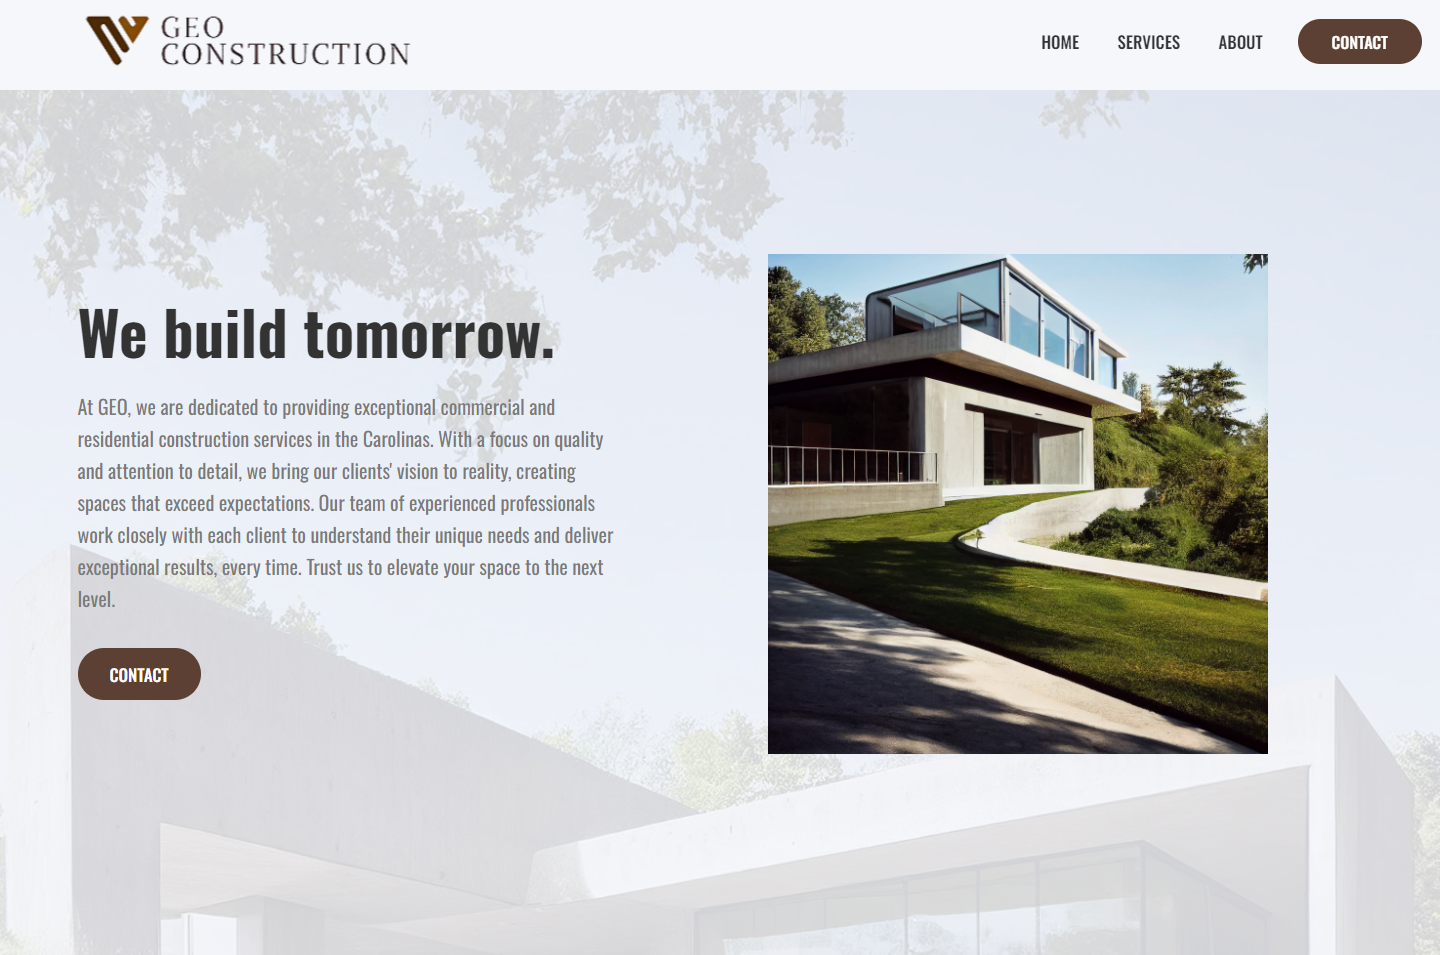 GEO
CONSTRUCTION
HOME
SERVICES
ABOUT
CONTACT
We build tomorrow.
At GEO, we are dedicated to providing exceptional commercial and
residential construction services in the Carolinas. With a focus on quality
and attention to detail, we bring our clients' vision to reality, creating
spaces that exceed expectations. Our team of experienced professionals
work closely with each client to understand their unique needs and deliver
exceptional results, every time. Trust us to elevate your space to the next
level.
CONTACT